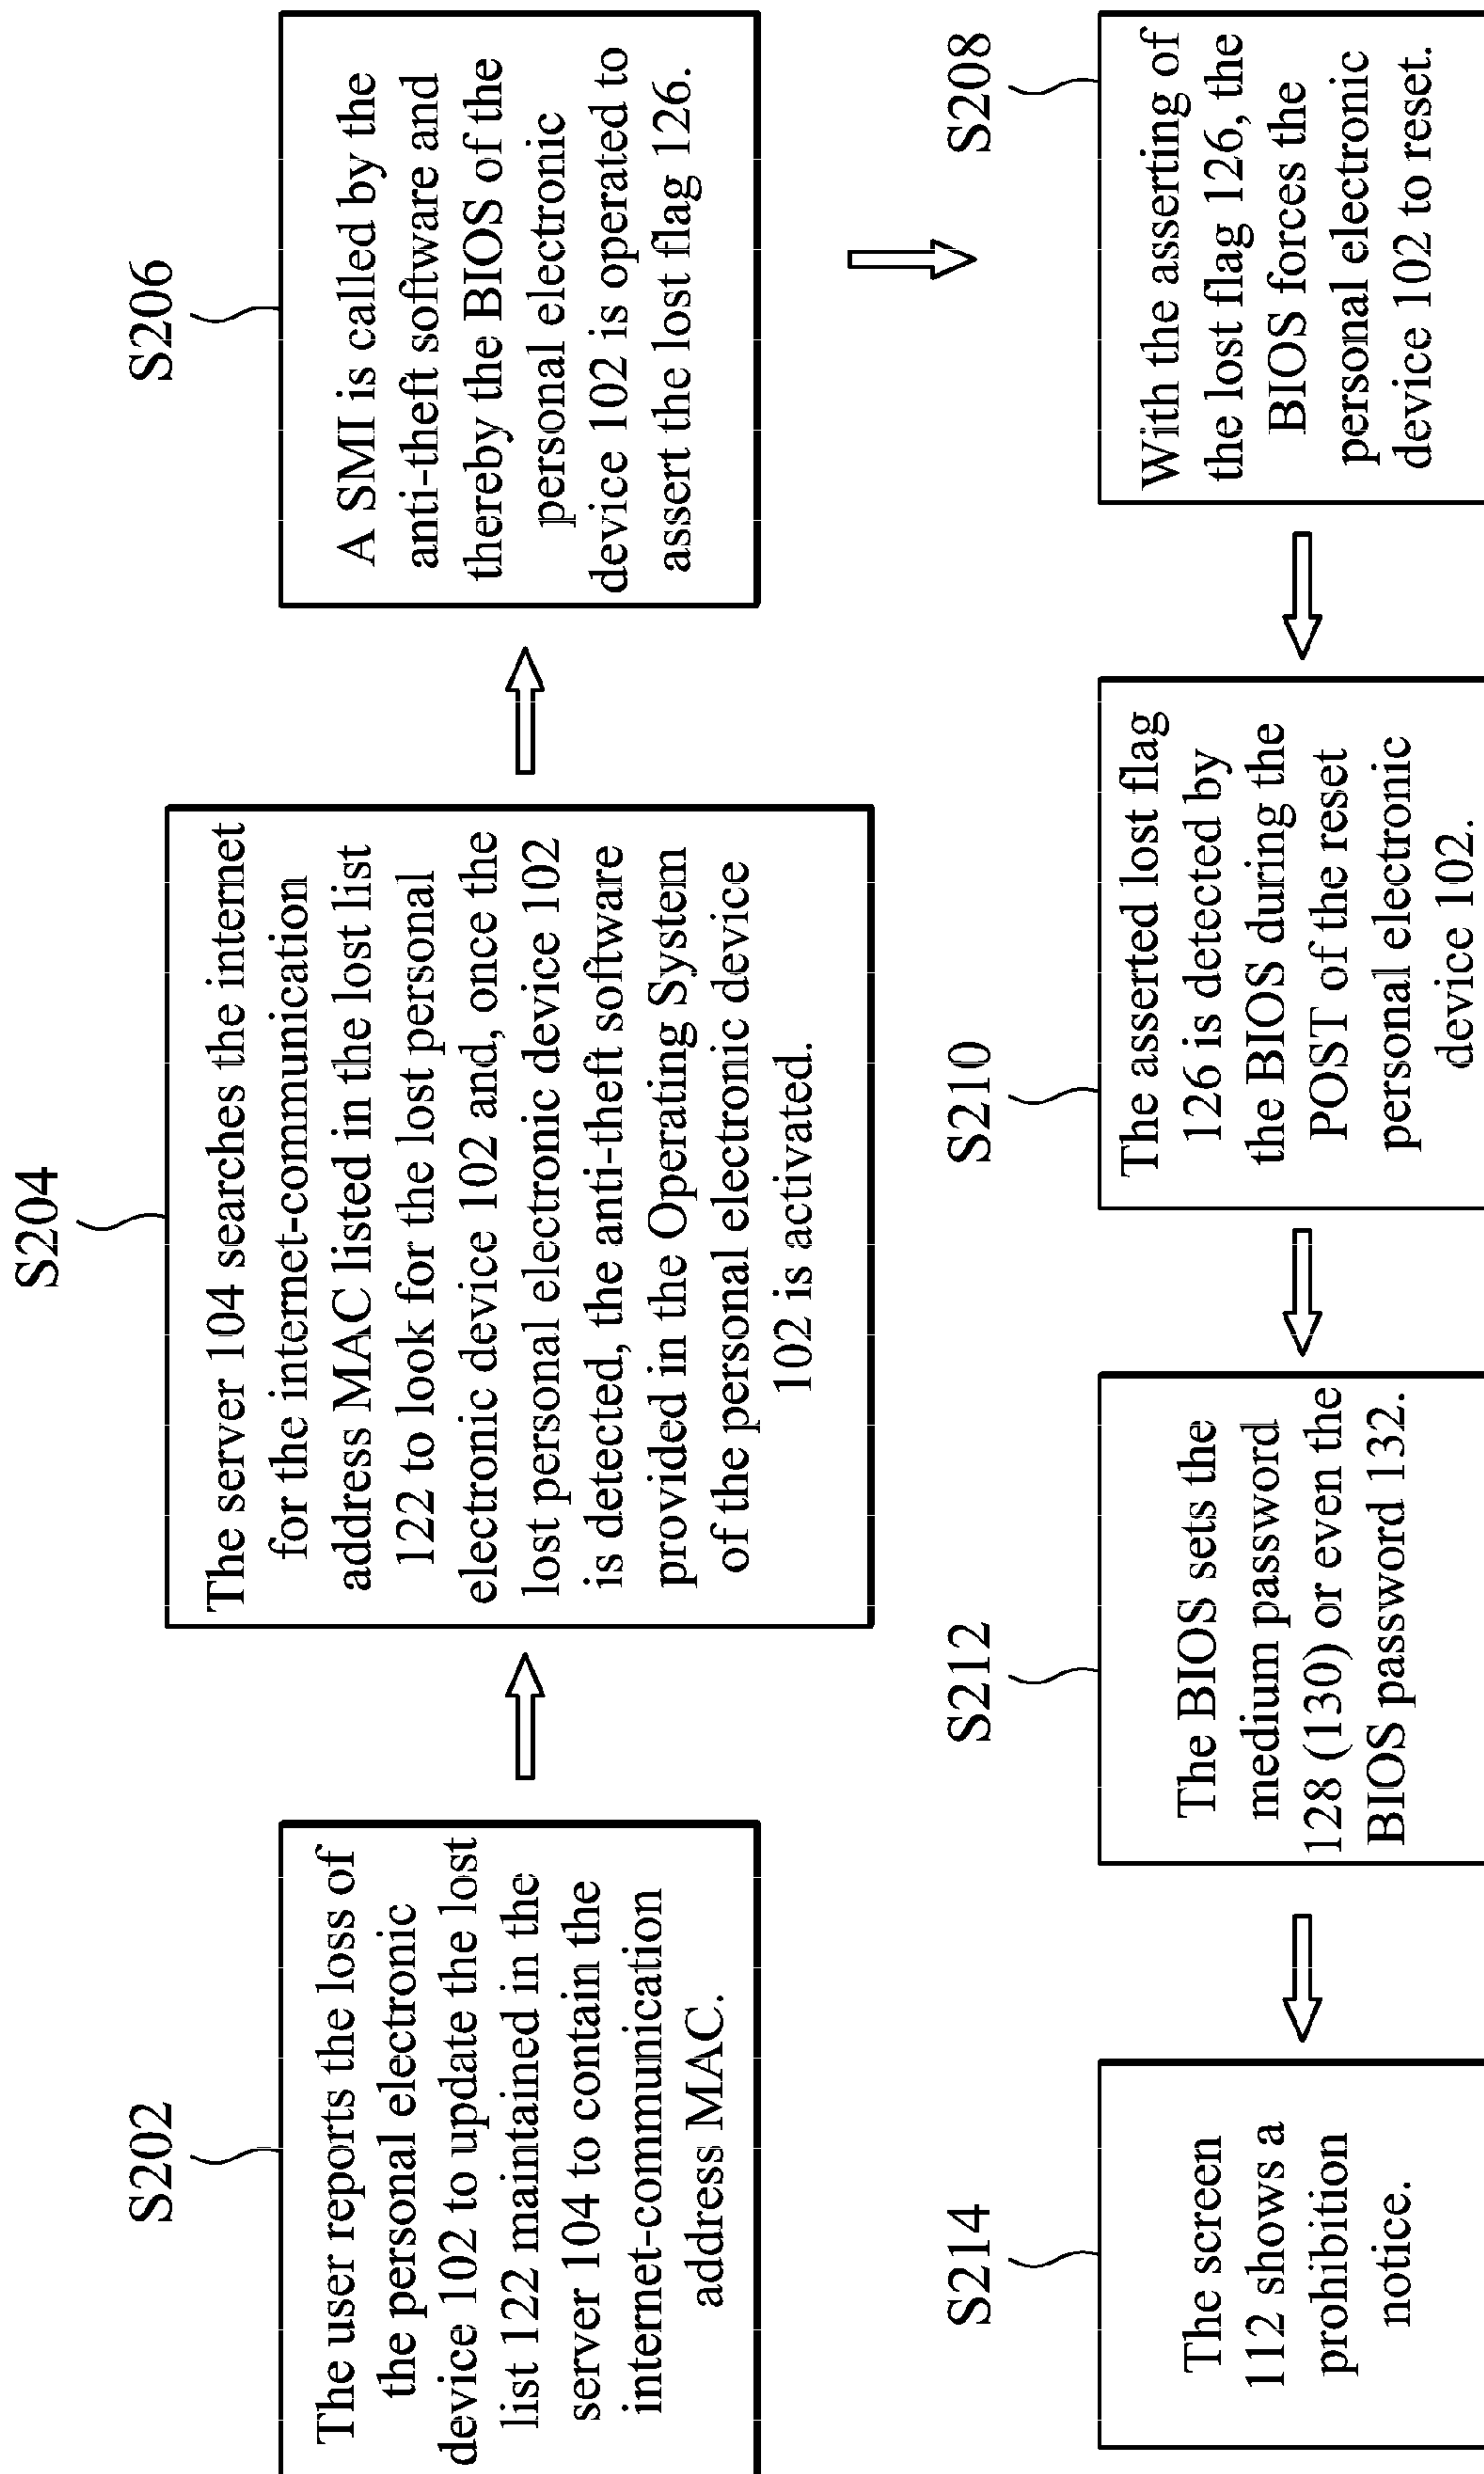 S202
The user reports the loss of
the personal electronic
device 102 to update the lost
list 122 maintained in the
server 104 to contain the
internet-communication
address MAC.
S204
The server 104 searches the internet
for the internet-communication
address MAC listed in the lost list
122 to look for the lost personal
electronic device 102 and, once the
lost personal electronic device 102
is detected, the anti-theft software
provided in the Operating System
of the personal electronic device
102 is activated.
S206
A SMI is called by the
anti-theft software and
thereby the BIOS of the
personal electronic
device 102 is operated to
assert the lost flag 126.
S208
With the asserting of
the lost flag 126, the
BIOS forces the
personal electronic
device 102 to reset.
S210
The asserted lost flag
126 is detected by
the BIOS during the
POST of the reset
personal electronic
device 102.
S212
The BIOS sets the
medium password
128 (130) or even the
BIOS password 132.
S214
The screen
112 shows a
prohibition
notice.